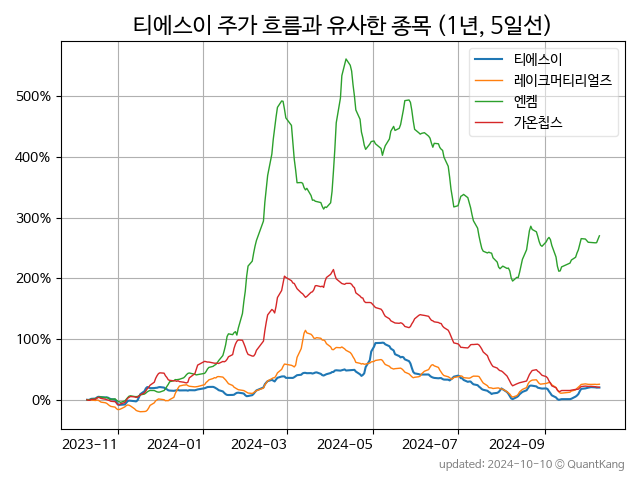 티에스이 주가 흐름과 유사한 종목 (1년, 5일선)
티에스이
레이크머티리얼즈
엔켐
가온칩스
500%
400%
300%
200%
100%
0%
2023-11 2024-01 2024-03 2024-05 2024-07 2024-09
updated: 2024-10-10 © QuantKang